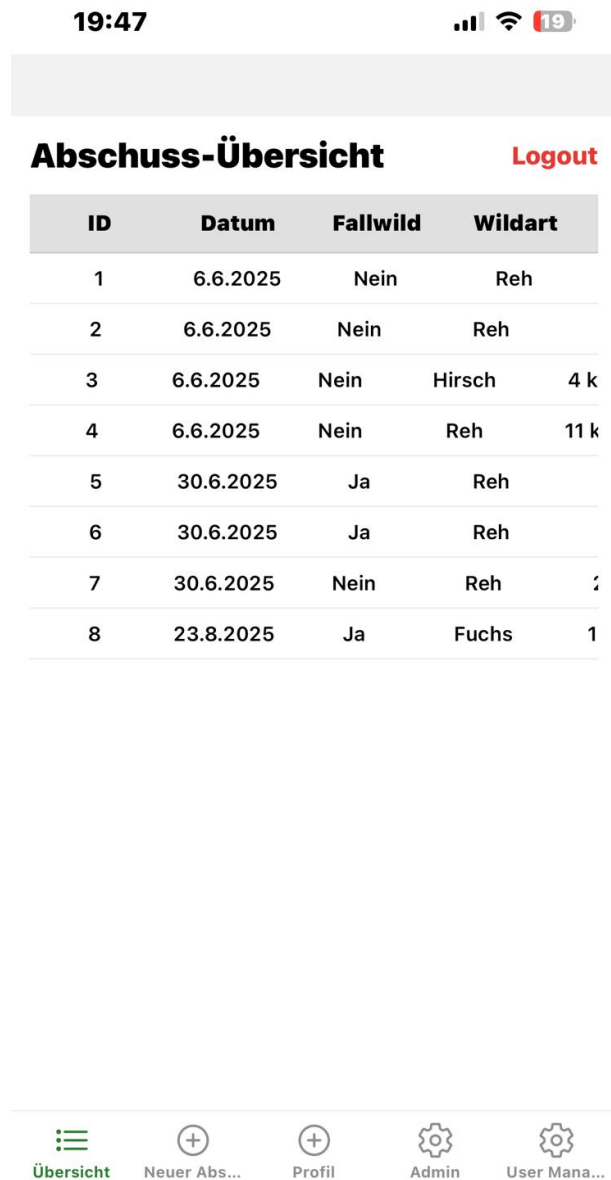 19:47 19
Abschuss-Übersicht Logout
ID Datum Fallwild Wildart
1 6.6.2025 Nein Reh
2 6.6.2025 Nein Reh
3 6.6.2025 Nein Hirsch 4 k
4 6.6.2025 Nein Reh 11 k
5 30.6.2025 Ja Reh
6 30.6.2025 Ja Reh
7 30.6.2025 Nein Reh
8 23.8.2025 Ja Fuchs 1
Übersicht Neuer Abs... Profil Admin User Mana...